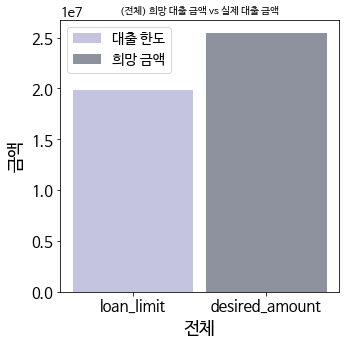 (전체) 희망 대출 금액 vs 실제 대출 금액
1e7
대출 한도
희망 금액
2.5
2.0
1.5
1.0
0.5
0.0
금액
loan_limit
desired_amount
전체